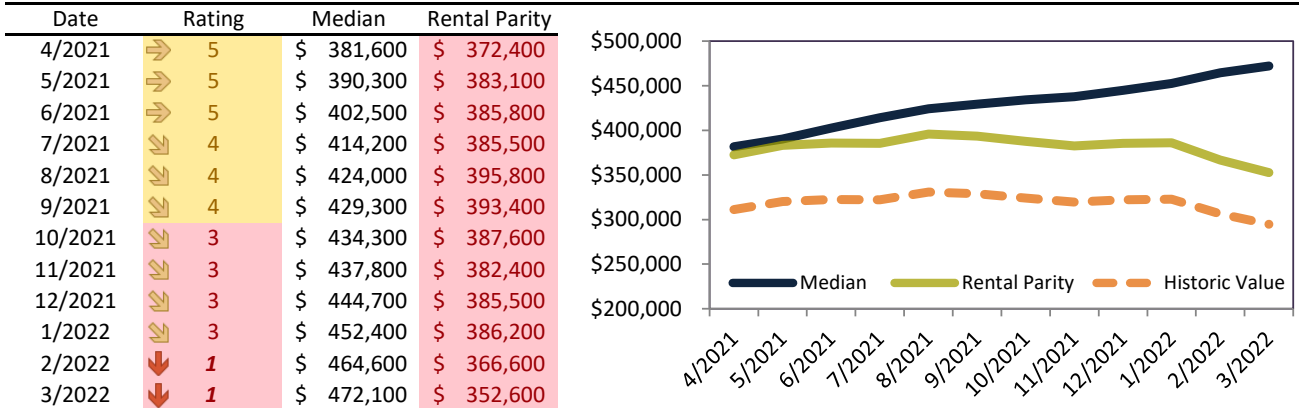 Date Rating Median Rental Parity
4/2021 5 $ 381,600 $ 372,400
5/2021 5 $ 390,300 $ 383,100
6/2021 5 $ 402,500 $ 385,800
7/2021 4 $ 414,200 $ 385,500
8/2021 4 $ 424,000 $ 395,800
9/2021 4 $ 429,300 $ 393,400
10/2021 3 $ 434,300 $ 387,600
11/2021 3 $ 437,800 $ 382,400
12/2021 3 $ 444,700 $ 385,500
1/2022 3 $ 452,400 $ 386,200
2/2022 1 $ 464,600 $ 366,600
3/2022 1 $ 472,100 $ 352,600
$500,000
$450,000
$400,000
$350,000
$300,000
$250,000
$200,000
Median Rental Parity Historic Value
4/2021 5/2021 6/2021 7/2021 8/2021 9/2021 10/2021 11/2021 12/2021 1/2022 2/2022 3/2022